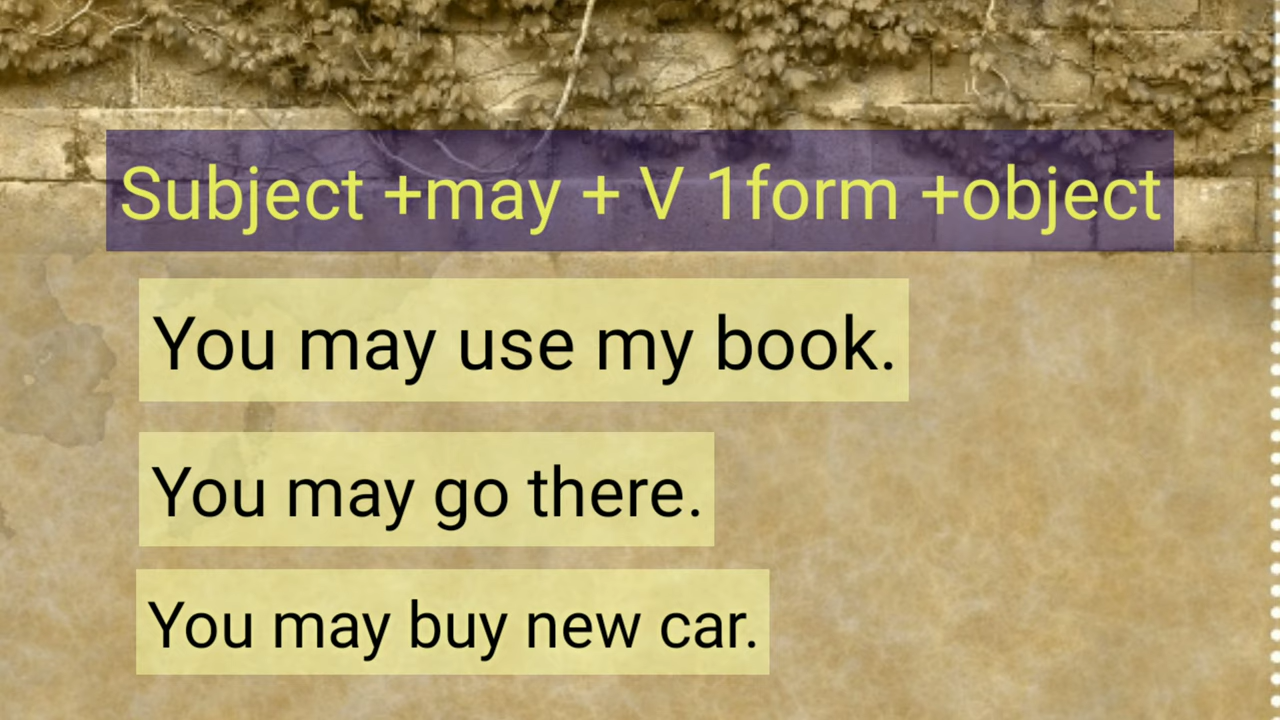 Subject +may + V 1form +object
You may use my book.
You may go there.
You may buy new car.